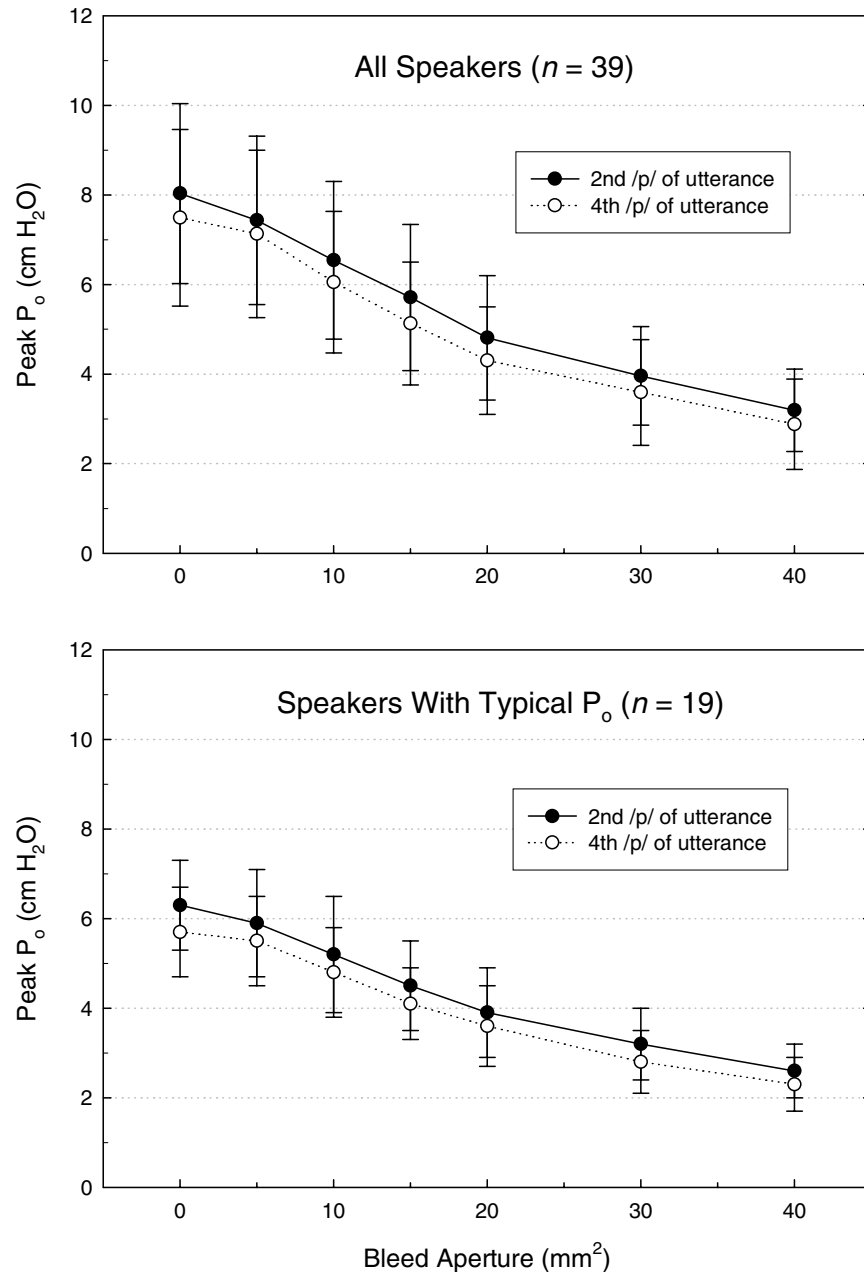 12
10
8
6
4
2
0
Peak Pₒ (cm H₂O)
All Speakers (n = 39)
2nd /p/ of utterance
4th /p/ of utterance
0 10 20 30 40
12
10
8
6
4
2
0
Peak Pₒ (cm H₂O)
Speakers With Typical Pₒ (n = 19)
2nd /p/ of utterance
4th /p/ of utterance
0 10 20 30 40
Bleed Aperture (mm²)